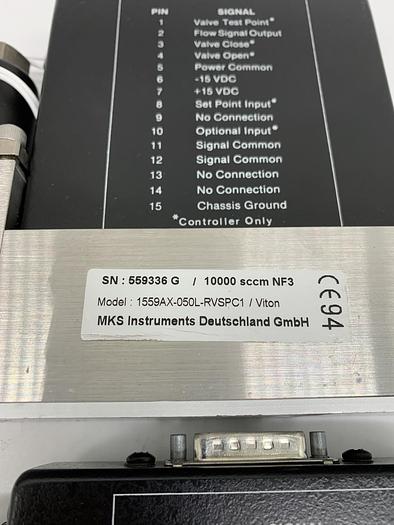 PIN SIGNAL
1 Valve Test Point*
2 Flow Signal Output
3 Valve Close*
4 Valve Open*
5 Power Common
6 -15 VDC
7 +15 VDC
8 Set Point Input*
9 No Connection
10 Optional Input*
11 Signal Common
12 Signal Common
13 No Connection
14 No Connection
15 Chassis Ground
*Controller Only
SN : 559336 G / 10000 sccm NF3
Model : 1559AX-050L-RVSPC1 / Viton
MKS Instruments Deutschland GmbH
CE94